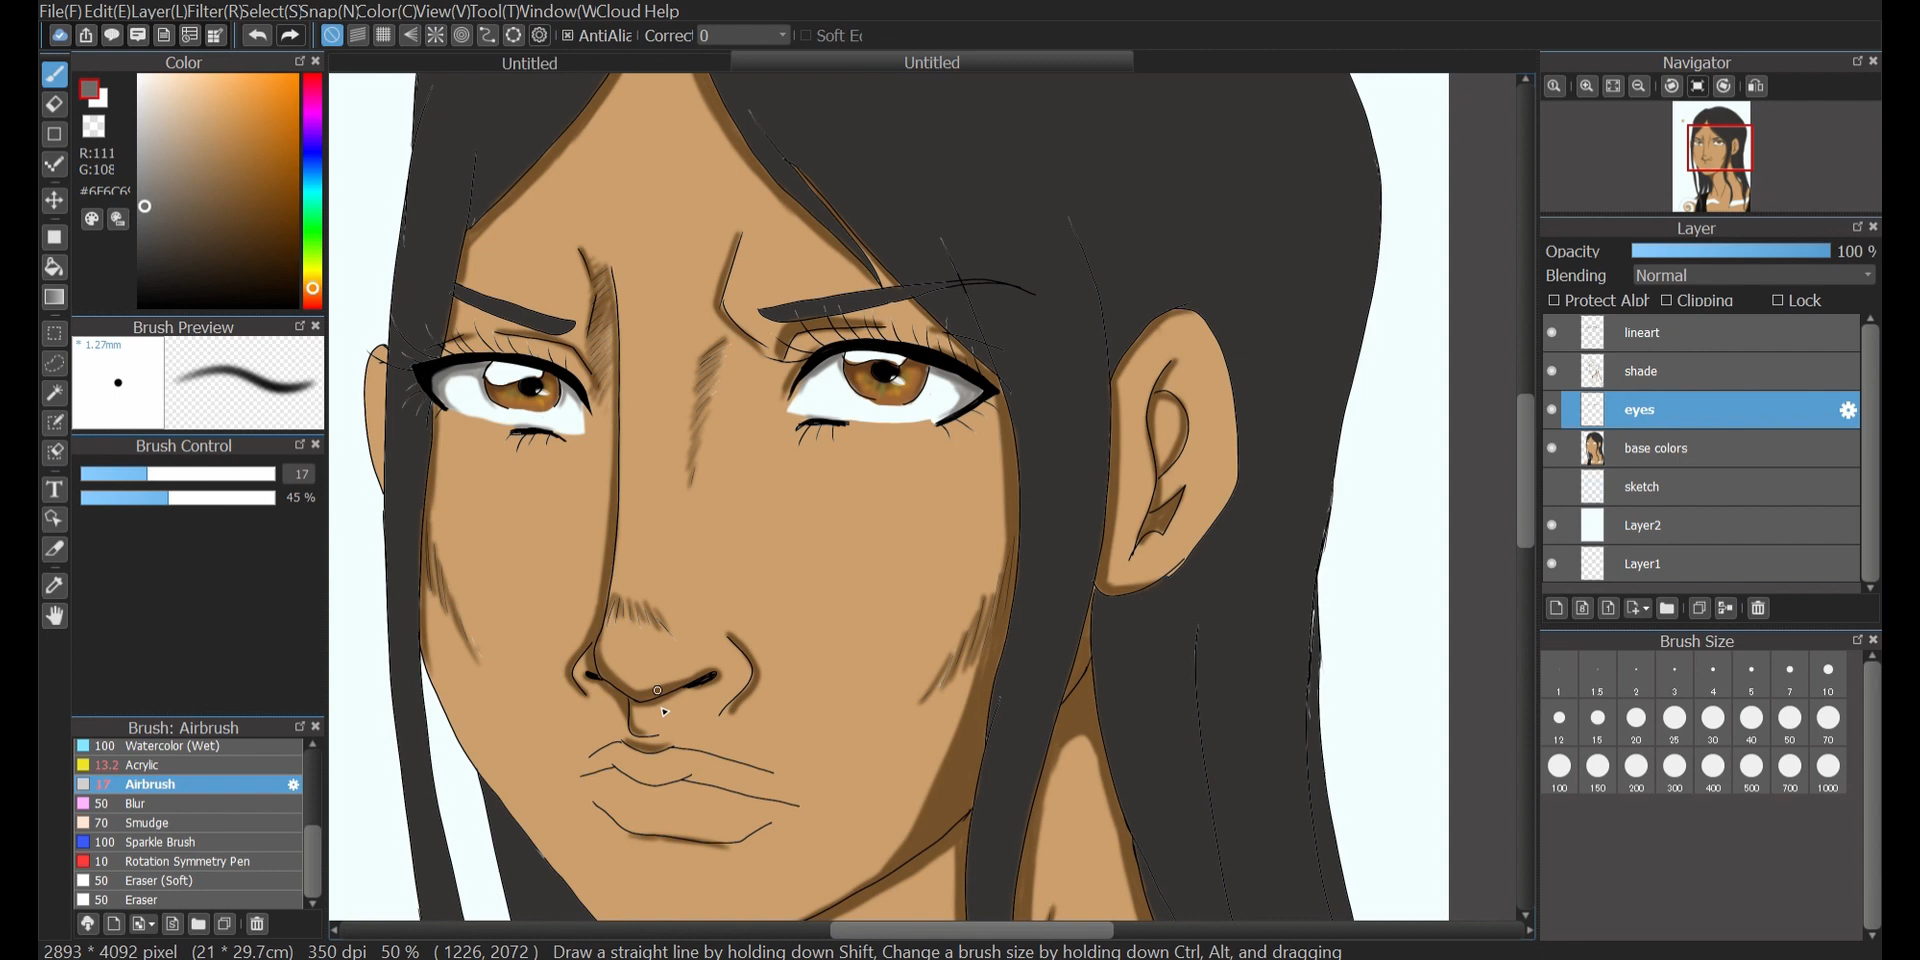 File(F) Edit(E) Layer(L) Filter(R) Select(S) Snap(N) Color(C) View(V) Tool(T) Window(W Cloud Help
AntiAlia Correct 0 Soft Ec
Color
Untitled
Untitled
Navigator
R:111
G:108
#6F6C69
Layer
Opacity 100 %
Blending Normal
Protect Alph Clipping Lock
Brush Preview
* 1.27mm
lineart
shade
eyes
base colors
sketch
Layer2
Layer1
Brush Control
17
45 %
Brush Size
1 1.5 2 3 4 5 7 10
12 15 20 25 30 40 50 70
100 150 200 300 400 500 700 1000
Brush: Airbrush
100 Watercolor (Wet)
13.2 Acrylic
17 Airbrush
50 Blur
70 Smudge
100 Sparkle Brush
10 Rotation Symmetry Pen
50 Eraser (Soft)
50 Eraser
2893 * 4092 pixel (21 * 29.7cm) 350 dpi 50 % ( 1226, 2072 ) Draw a straight line by holding down Shift, Change a brush size by holding down Ctrl, Alt, and dragging